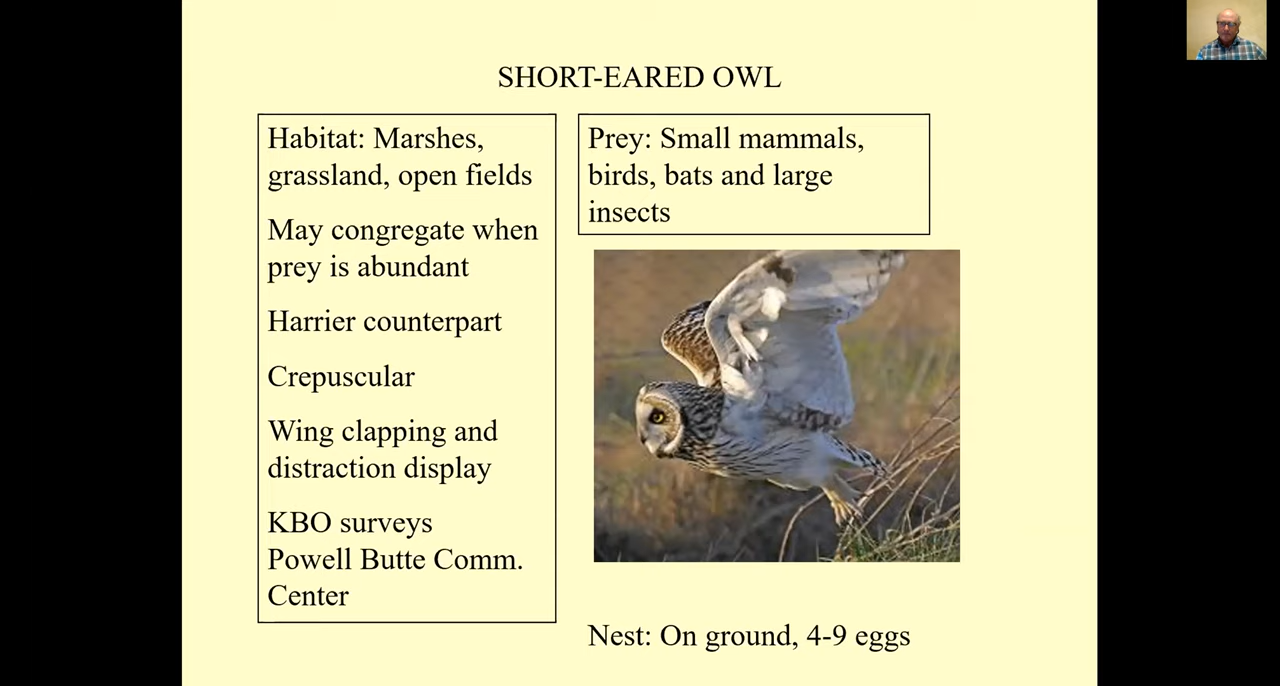 SHORT-EARED OWL
Habitat: Marshes,
grassland, open fields
May congregate when
prey is abundant
Harrier counterpart
Crepuscular
Wing clapping and
distraction display
KBO surveys
Powell Butte Comm.
Center
Prey: Small mammals,
birds, bats and large
insects
Nest: On ground, 4-9 eggs